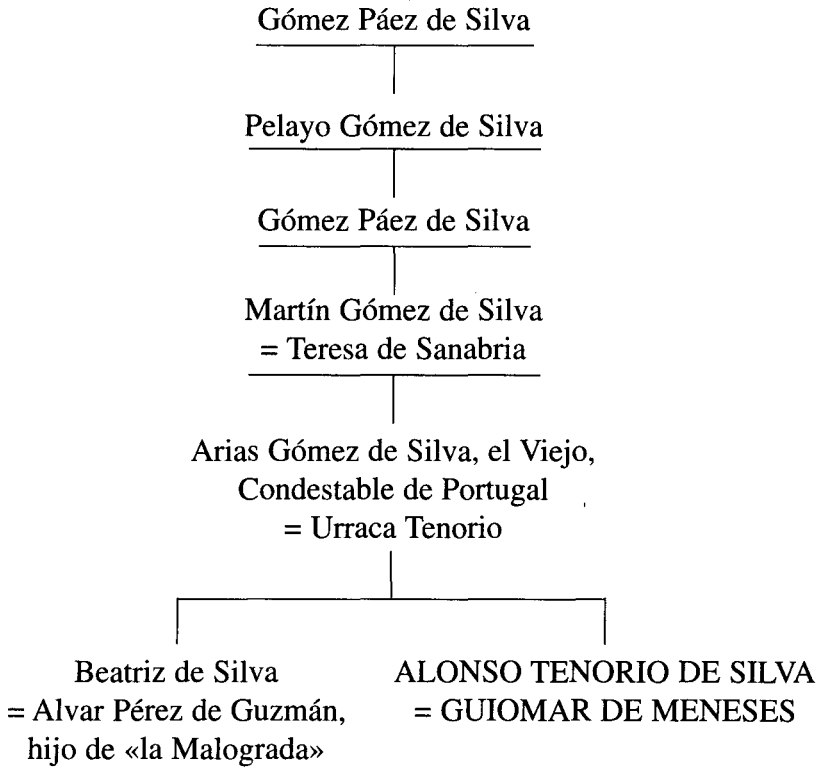 Gómez Páez de Silva
Pelayo Gómez de Silva
Gómez Páez de Silva
Martín Gómez de Silva
= Teresa de Sanabria
Arias Gómez de Silva, el Viejo,
Condestable de Portugal
= Urraca Tenorio
Beatriz de Silva
= Alvar Pérez de Guzmán,
hijo de «la Malograda»
ALONSO TENORIO DE SILVA
= GUIOMAR DE MENESES